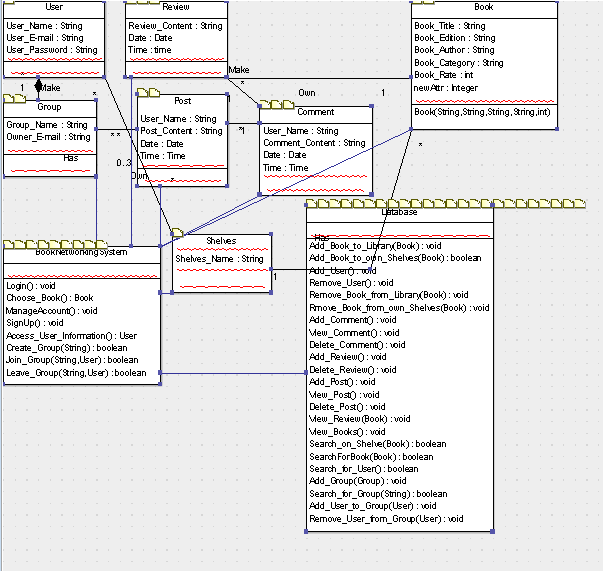 User
User_Name : String
User_E-mail : String
User_Password : String
Review
Review_Content : String
Date : Date
Time : time
Book
Book_Title : String
Book_Edition : String
Book_Author : String
Book_Category : String
Book_Rate : int
newAttr : Integer
Book(String,String,String,String,int)
1
Make
*
Make
*
Own
1
Group
Group_Name : String
Owner_E-mail : String
Has
* *
0..3
Own
*
Post
User_Name : String
Post_Content : String
Date : Date
Time : Time
1
*
Comment
User_Name : String
Comment_Content : String
Date : Date
Time : Time
*
Shelves
Shelves_Name : String
1
Has
BookNetworkingSystem
Login() : void
Choose_Book() : Book
ManageAccount() : void
SignUp() : void
Access_User_Information() : User
Create_Group(String) : boolean
Join_Group(String,User) : boolean
Leave_Group(String,User) : boolean
Database
Add_Book_to_Library(Book) : void
Add_Book_to_own_Shelves(Book) : boolean
Add_User() : void
Remove_User() : void
Remove_Book_from_Library(Book) : void
Rmove_Book_from_own_Shelves(Book) : void
Add_Comment() : void
View_Comment() : void
Delete_Comment() : void
Add_Review() : void
Delete_Review() : void
Add_Post() : void
View_Post() : void
Delete_Post() : void
View_Review(Book) : void
View_Books() : void
Search_on_Shelve(Book) : boolean
SearchForBook(Book) : boolean
Search_for_User() : boolean
Add_Group(Group) : void
Search_for_Group(String) : boolean
Add_User_to_Group(User) : void
Remove_User_from_Group(User) : void